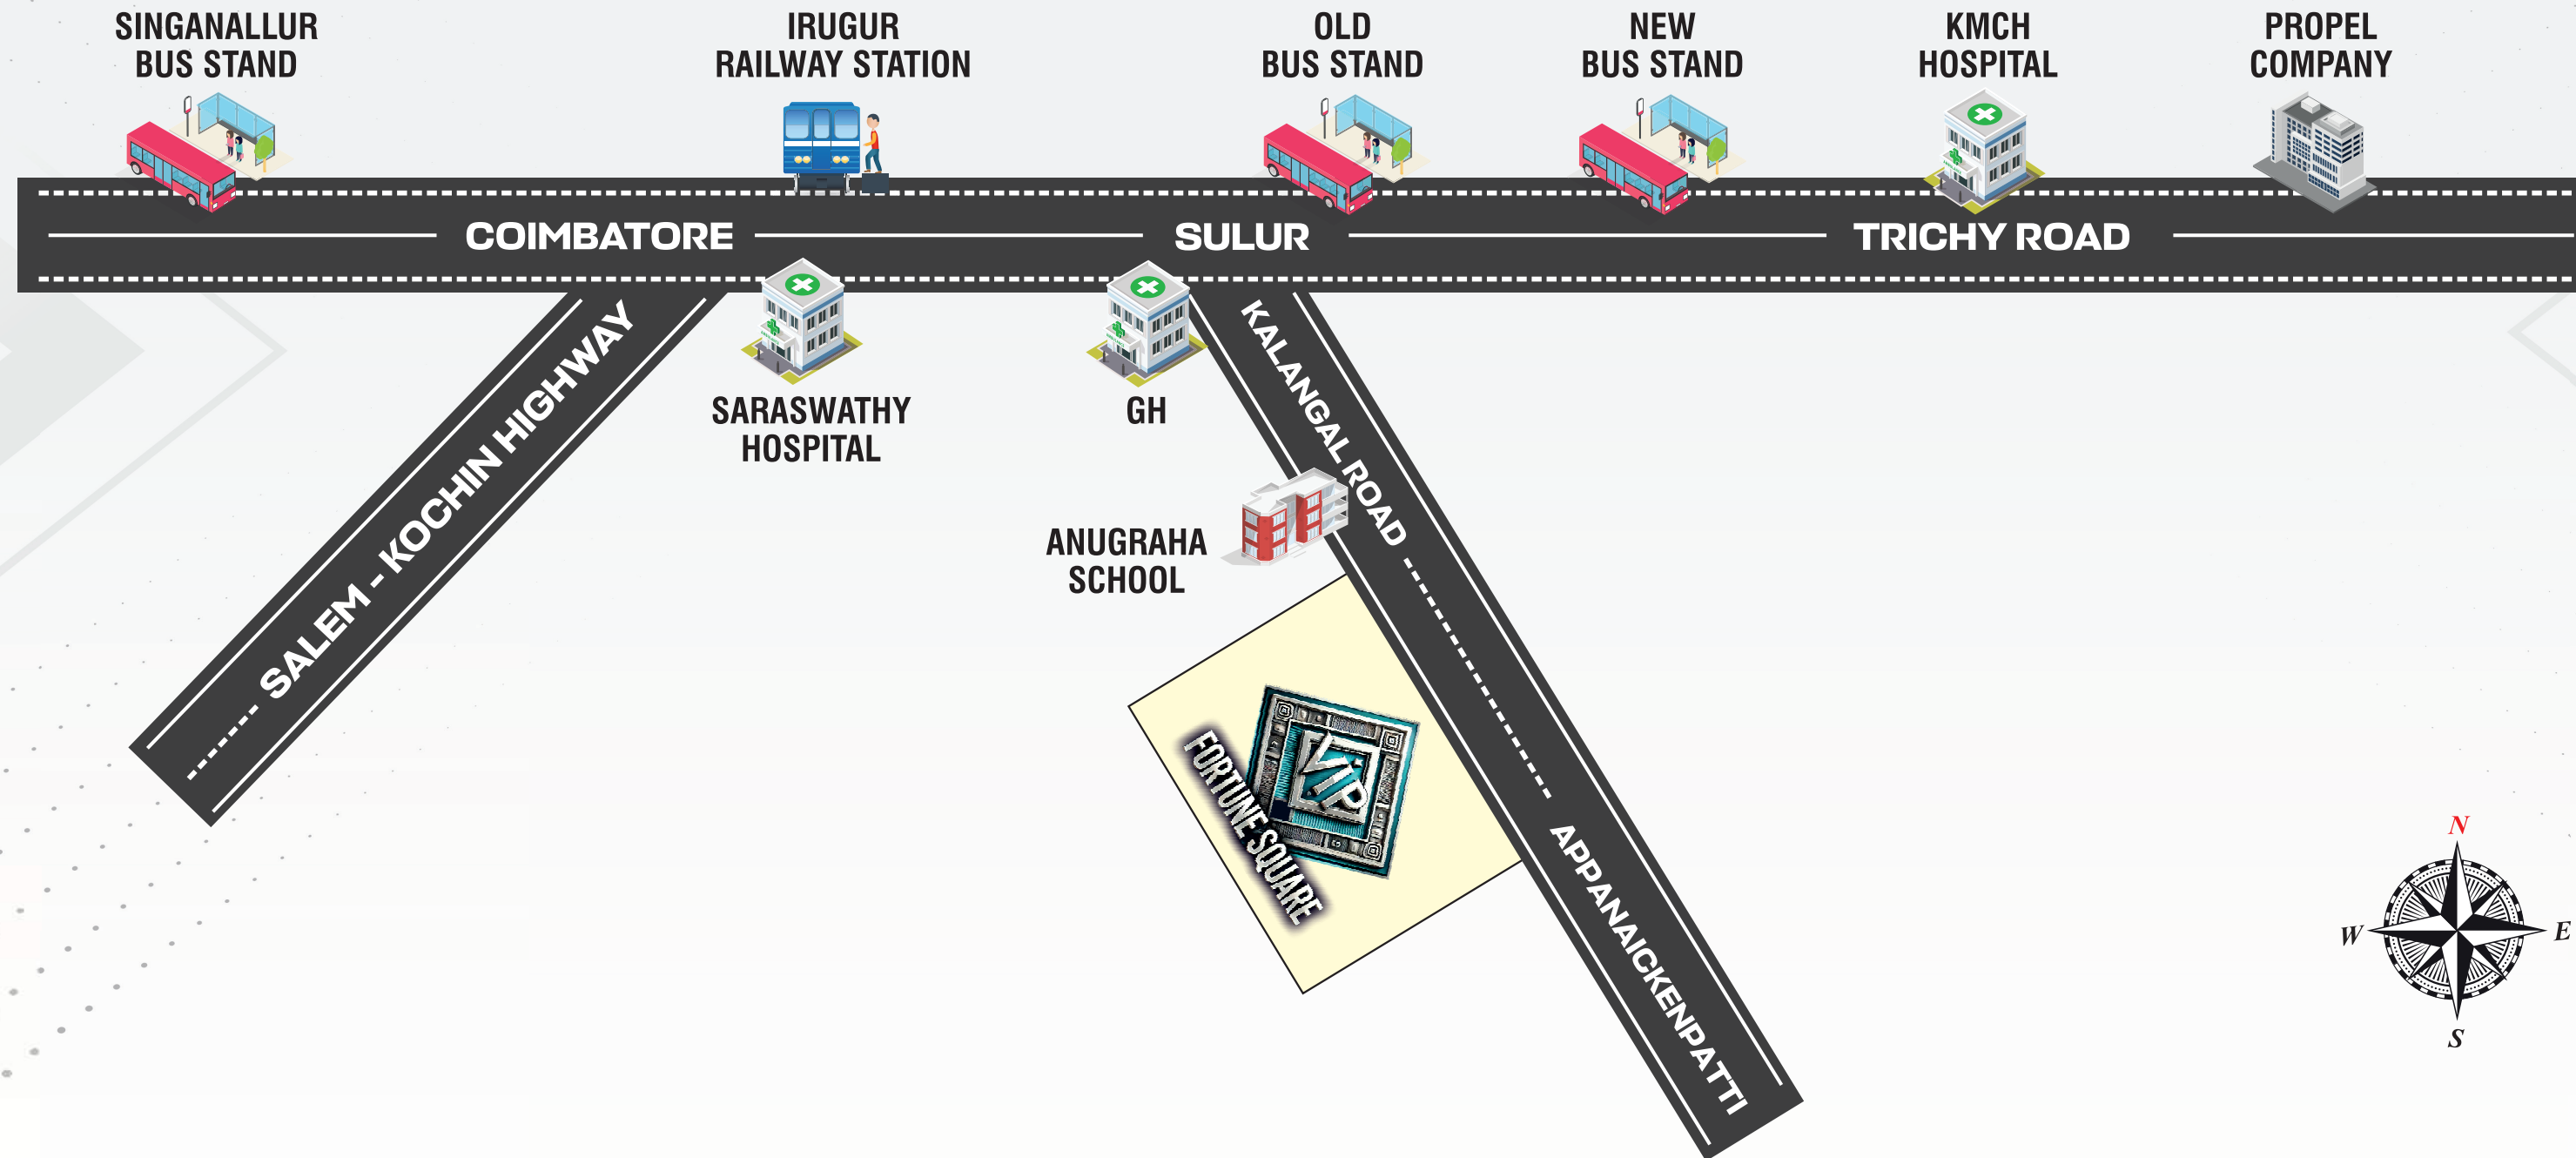 SINGANALLUR
BUS STAND
IRUGUR
RAILWAY STATION
OLD
BUS STAND
NEW
BUS STAND
KMCH
HOSPITAL
PROPEL
COMPANY
COIMBATORE
SULUR
TRICHY ROAD
SALEM - KOCHIN HIGHWAY
SARASWATHY
HOSPITAL
GH
KALANGAL ROAD
ANUGRAHA
SCHOOL
VIP
FORTUNE SQUARE
APPANAICKENPATTI
N
W
E
S